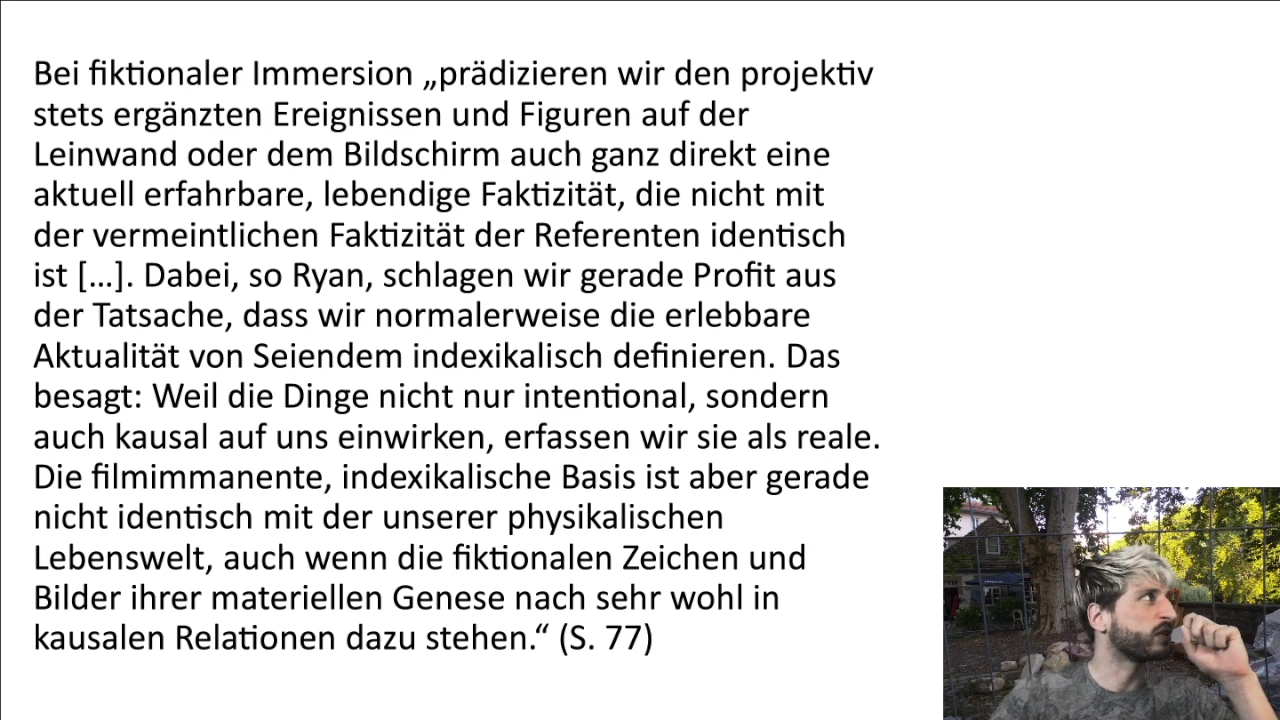 Bei fiktionaler Immersion „prädizieren wir den projektiv
stets ergänzten Ereignissen und Figuren auf der
Leinwand oder dem Bildschirm auch ganz direkt eine
aktuell erfahrbare, lebendige Faktizität, die nicht mit
der vermeintlichen Faktizität der Referenten identisch
ist [...]. Dabei, so Ryan, schlagen wir gerade Profit aus
der Tatsache, dass wir normalerweise die erlebbare
Aktualität von Seiendem indexikalisch definieren. Das
besagt: Weil die Dinge nicht nur intentional, sondern
auch kausal auf uns einwirken, erfassen wir sie als reale.
Die filmimmanente, indexikalische Basis ist aber gerade
nicht identisch mit der unserer physikalischen
Lebenswelt, auch wenn die fiktionalen Zeichen und
Bilder ihrer materiellen Genese nach sehr wohl in
kausalen Relationen dazu stehen.“ (S. 77)